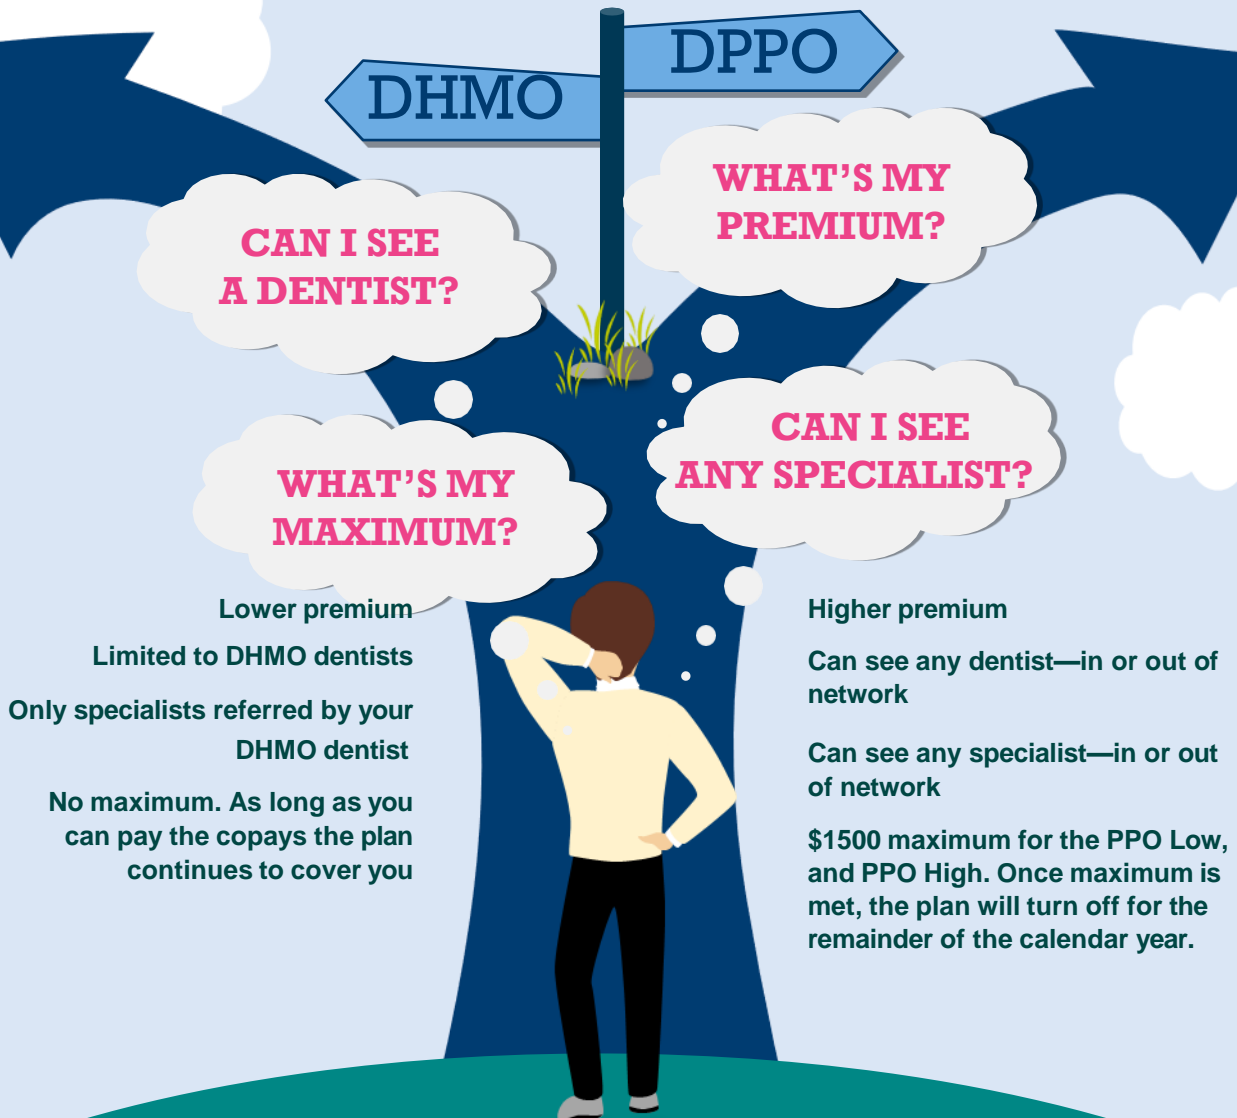 DHMO
DPPO
WHAT'S MY
PREMIUM?
CAN I SEE
A DENTIST?
CAN I SEE
ANY SPECIALIST?
WHAT'S MY
MAXIMUM?
Lower premium
Limited to DHMO dentists
Only specialists referred by your
DHMO dentist
No maximum. As long as you
can pay the copays the plan
continues to cover you
Higher premium
Can see any dentist—in or out of
network
Can see any specialist—in or out
of network
$1500 maximum for the PPO Low,
and PPO High. Once maximum is
met, the plan will turn off for the
remainder of the calendar year.